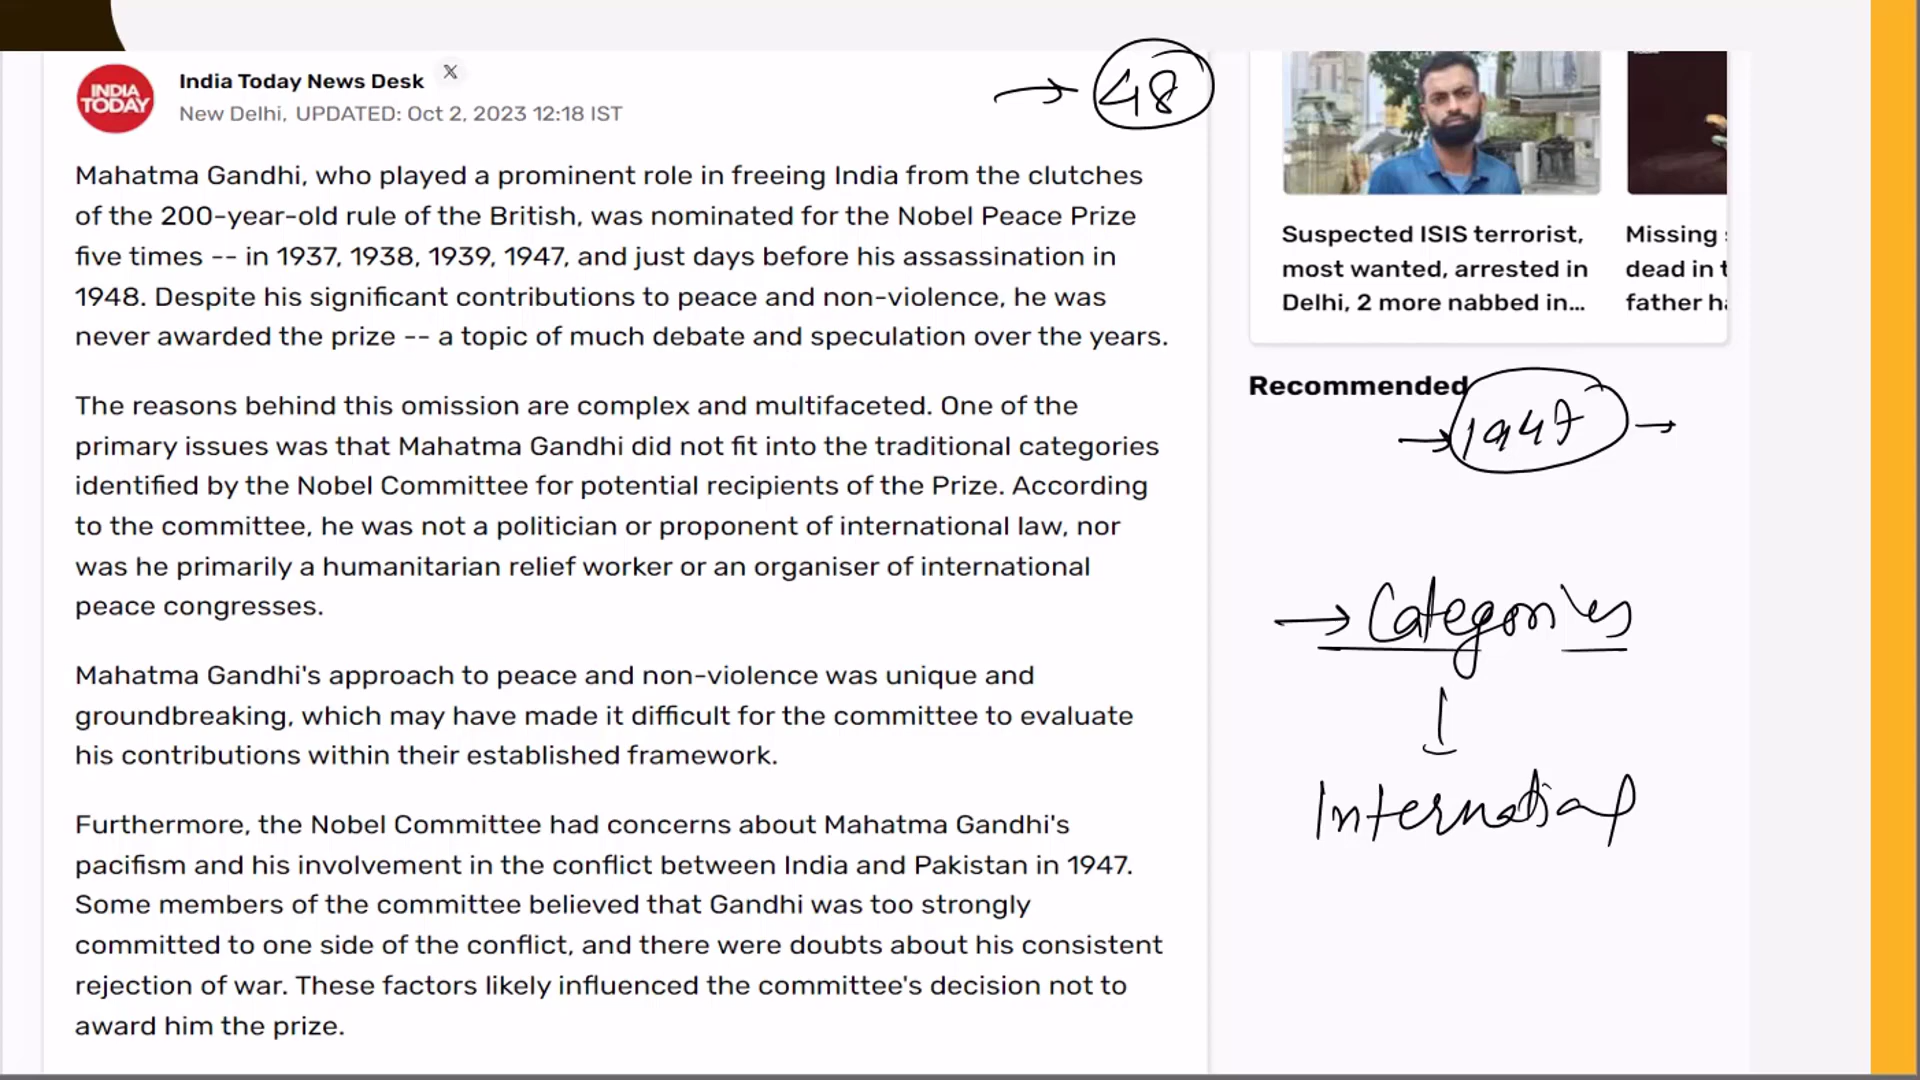 INDIA
TODAY
India Today News Desk
New Delhi, UPDATED: Oct 2, 2023 12:18 IST
→ 48
Mahatma Gandhi, who played a prominent role in freeing India from the clutches
of the 200-year-old rule of the British, was nominated for the Nobel Peace Prize
five times -- in 1937, 1938, 1939, 1947, and just days before his assassination in
1948. Despite his significant contributions to peace and non-violence, he was
never awarded the prize -- a topic of much debate and speculation over the years.
The reasons behind this omission are complex and multifaceted. One of the
primary issues was that Mahatma Gandhi did not fit into the traditional categories
identified by the Nobel Committee for potential recipients of the Prize. According
to the committee, he was not a politician or proponent of international law, nor
was he primarily a humanitarian relief worker or an organiser of international
peace congresses.
Mahatma Gandhi's approach to peace and non-violence was unique and
groundbreaking, which may have made it difficult for the committee to evaluate
his contributions within their established framework.
Furthermore, the Nobel Committee had concerns about Mahatma Gandhi's
pacifism and his involvement in the conflict between India and Pakistan in 1947.
Some members of the committee believed that Gandhi was too strongly
committed to one side of the conflict, and there were doubts about his consistent
rejection of war. These factors likely influenced the committee's decision not to
award him the prize.
Suspected ISIS terrorist,
most wanted, arrested in
Delhi, 2 more nabbed in...
Missing
dead in
father
Recommended
→ 1947 →
→ Categories
International